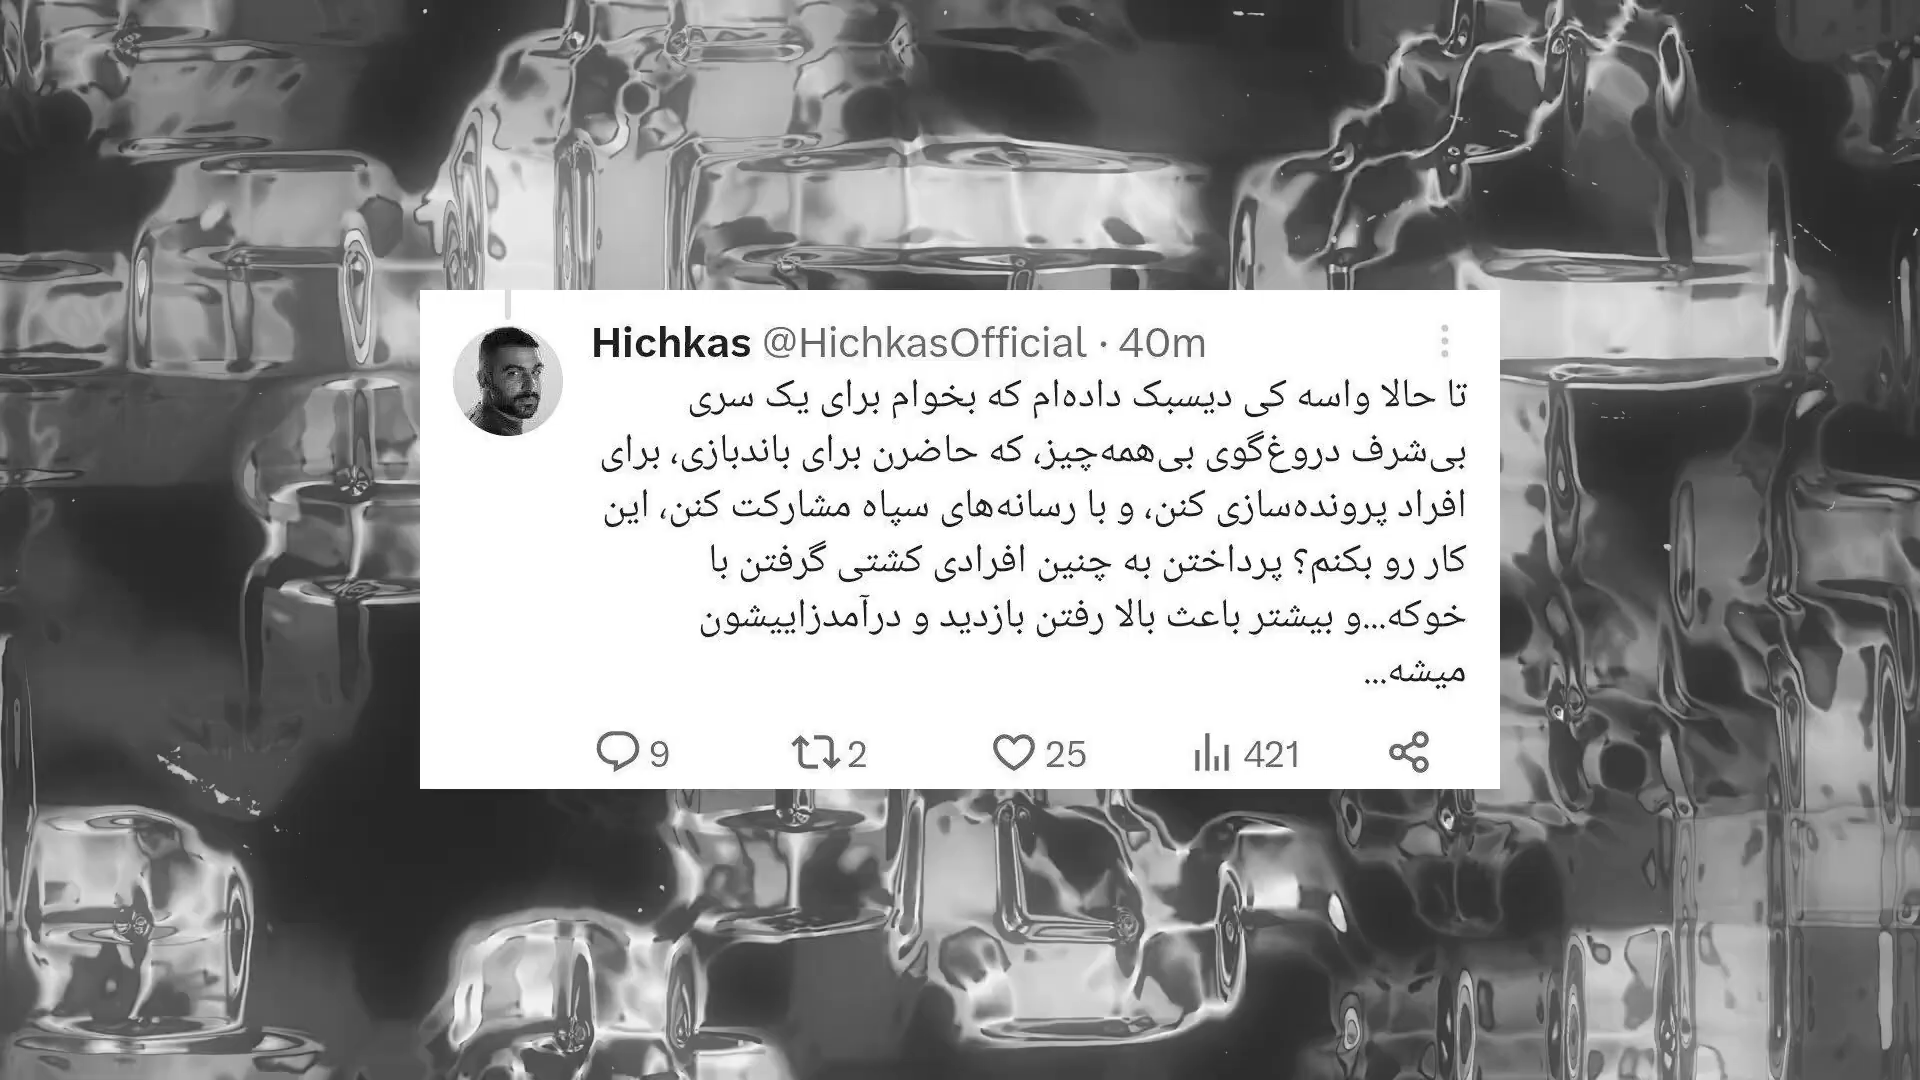 Hichkas @HichkasOfficial · 40m
تا حالا واسه کی دیسبک داده‌ام که بخوام برای یک سری
بی‌شرف دروغ‌گوی بی‌همه‌چیز، که حاضرن برای باندبازی، برای
افراد پرونده‌سازی کنن، و با رسانه‌های سپاه مشارکت کنن، این
کار رو بکنم؟ پرداختن به چنین افرادی کشتی گرفتن با
خوکه...و بیشتر باعث بالا رفتن بازدید و درآمدزاییشون
میشه...
9 2 25 421